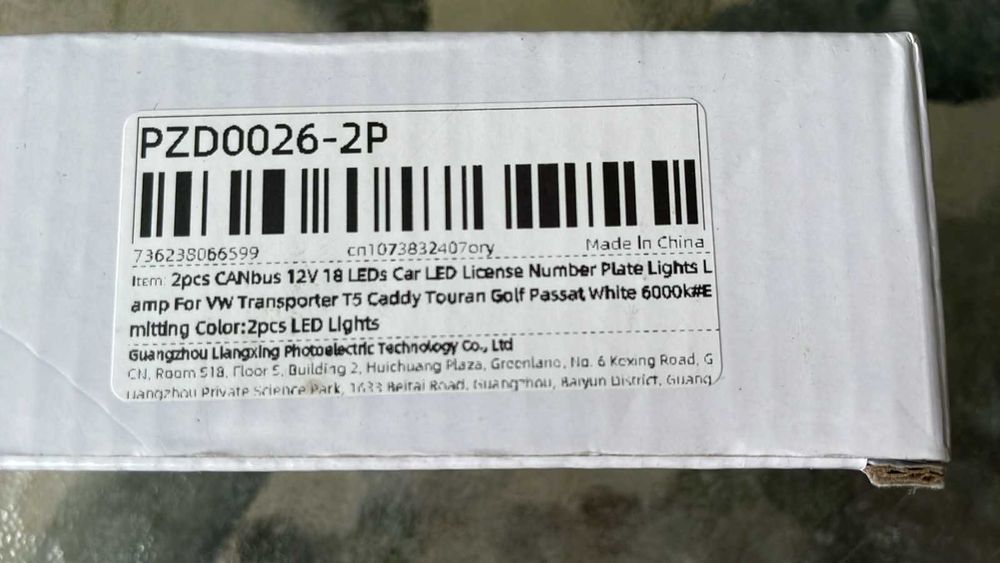 PZD0026-2P
736238066599 cn1073832407ory Made In China
Item: 2pcs CANbus 12V 18 LEDs Car LED License Number Plate Lights L
amp For VW Transporter T5 Caddy Touran Golf Passat White 6000k#E
mitting Color:2pcs LED Lights
Guangzhou Liangxing Photoelectric Technology Co., Ltd
CN, Room 518, Floor 5, Building 2, Huichuang Plaza, Greenland, No. 6 Kexing Road, G
uangzhou Private Science Park, 1633 Beitai Road, Guangzhou, Baiyun District, Guang